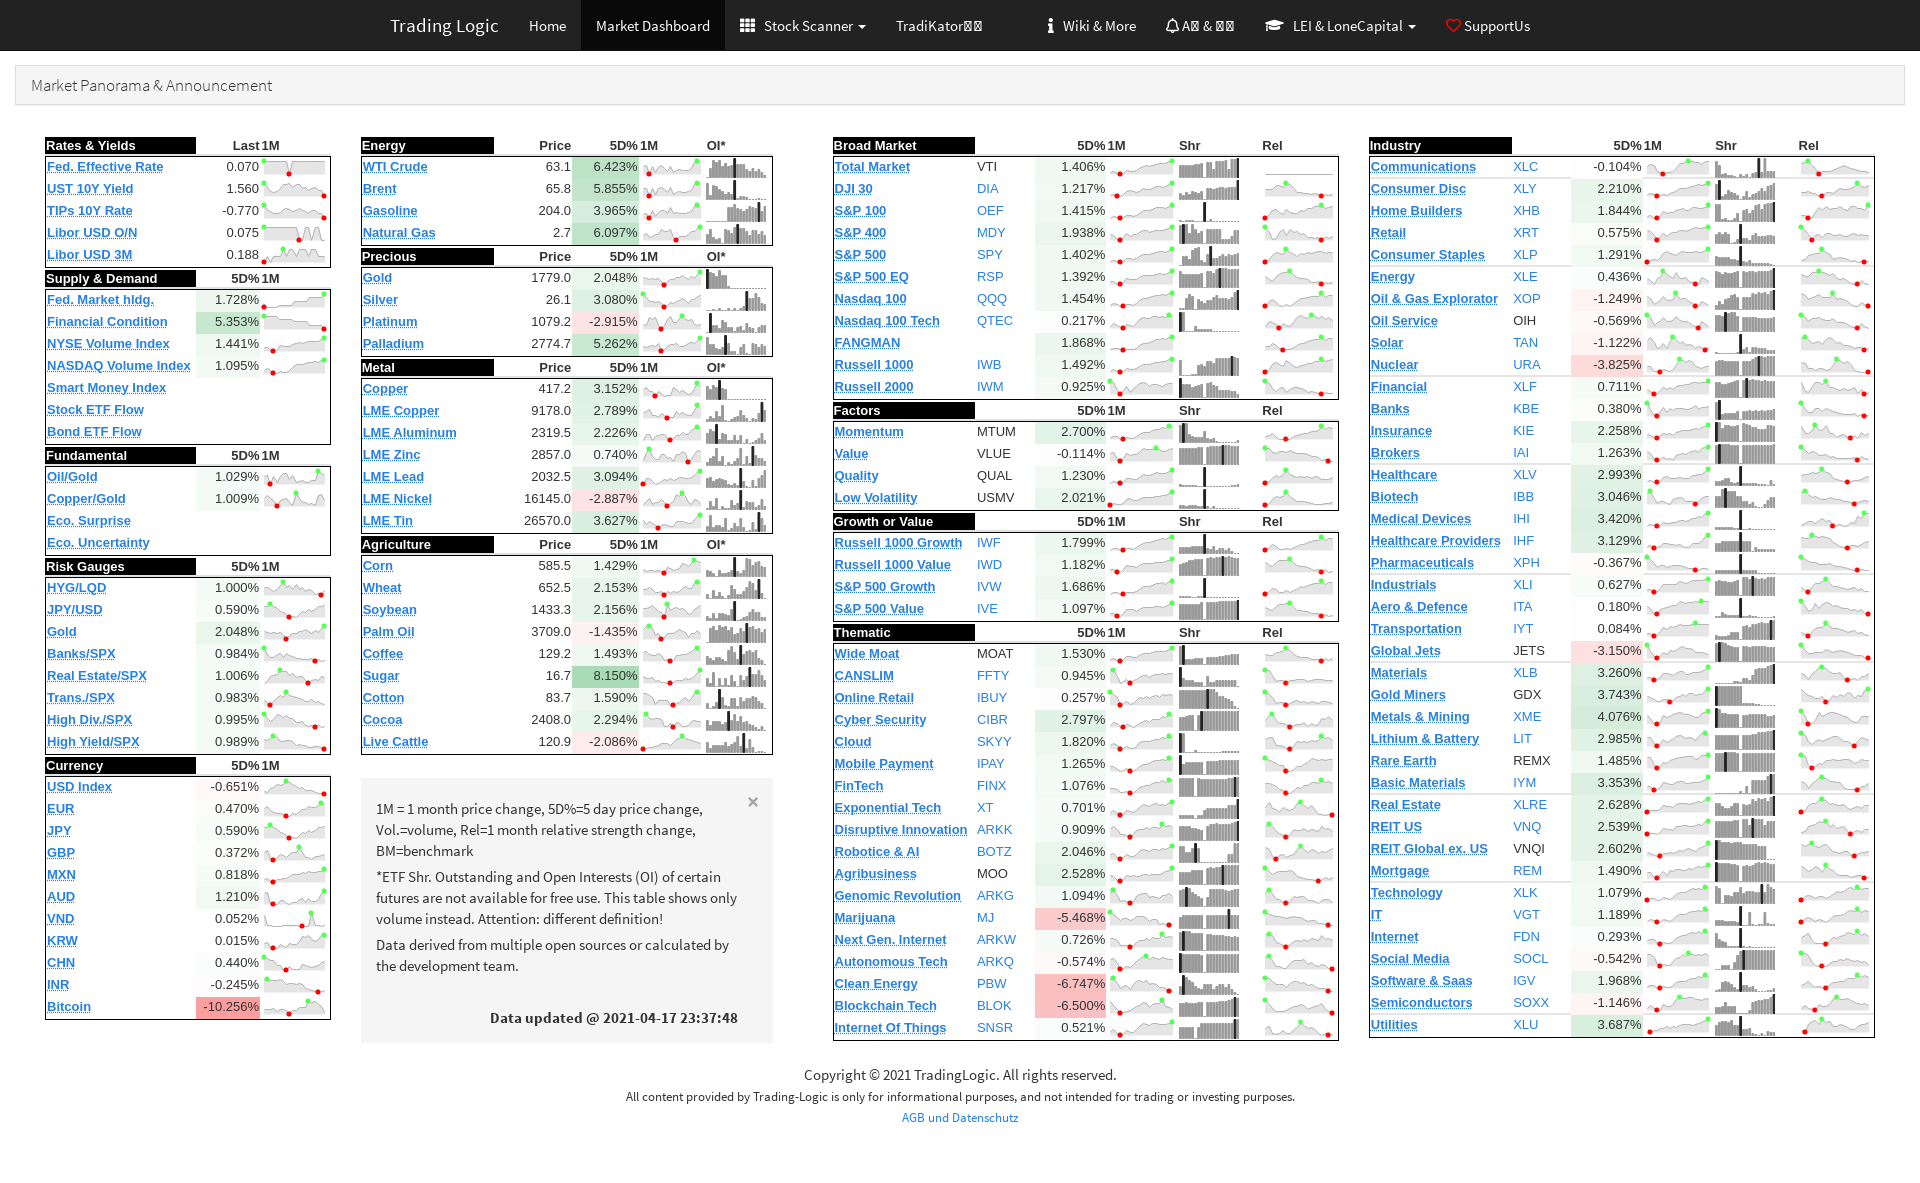 Trading Logic Home Market Dashboard Stock Scanner TradiKator Wiki & More A & LEI & LoneCapital SupportUs
Market Panorama & Announcement
Rates & Yields Last 1M
Fed. Effective Rate 0.070
UST 10Y Yield 1.560
TIPs 10Y Rate -0.770
Libor USD O/N 0.075
Libor USD 3M 0.188
Supply & Demand 5D% 1M
Fed. Market hldg. 1.728%
Financial Condition 5.353%
NYSE Volume Index 1.441%
NASDAQ Volume Index 1.095%
Smart Money Index
Stock ETF Flow
Bond ETF Flow
Fundamental 5D% 1M
Oil/Gold 1.029%
Copper/Gold 1.009%
Eco. Surprise
Eco. Uncertainty
Risk Gauges 5D% 1M
HYG/LQD 1.000%
JPY/USD 0.590%
Gold 2.048%
Banks/SPX 0.984%
Real Estate/SPX 1.006%
Trans./SPX 0.983%
High Div./SPX 0.995%
High Yield/SPX 0.989%
Currency 5D% 1M
USD Index -0.651%
EUR 0.470%
JPY 0.590%
GBP 0.372%
MXN 0.818%
AUD 1.210%
VND 0.052%
KRW 0.015%
CHN 0.440%
INR -0.245%
Bitcoin -10.256%
Energy Price 5D% 1M OI*
WTI Crude 63.1 6.423%
Brent 65.8 5.855%
Gasoline 204.0 3.965%
Natural Gas 2.7 6.097%
Precious Price 5D% 1M OI*
Gold 1779.0 2.048%
Silver 26.1 3.080%
Platinum 1079.2 -2.915%
Palladium 2774.7 5.262%
Metal Price 5D% 1M OI*
Copper 417.2 3.152%
LME Copper 9178.0 2.789%
LME Aluminum 2319.5 2.226%
LME Zinc 2857.0 0.740%
LME Lead 2032.5 3.094%
LME Nickel 16145.0 -2.887%
LME Tin 26570.0 3.627%
Agriculture Price 5D% 1M OI*
Corn 585.5 1.429%
Wheat 652.5 2.153%
Soybean 1433.3 2.156%
Palm Oil 3709.0 -1.435%
Coffee 129.2 1.493%
Sugar 16.7 8.150%
Cotton 83.7 1.590%
Cocoa 2408.0 2.294%
Live Cattle 120.9 -2.086%
×
1M = 1 month price change, 5D%=5 day price change,
Vol.=volume, Rel=1 month relative strength change,
BM=benchmark
*ETF Shr. Outstanding and Open Interests (OI) of certain
futures are not available for free use. This table shows only
volume instead. Attention: different definition!
Data derived from multiple open sources or calculated by
the development team.
Data updated @ 2021-04-17 23:37:48
Broad Market 5D% 1M Shr Rel
Total Market VTI 1.406%
DJI 30 DIA 1.217%
S&P 100 OEF 1.415%
S&P 400 MDY 1.938%
S&P 500 SPY 1.402%
S&P 500 EQ RSP 1.392%
Nasdaq 100 QQQ 1.454%
Nasdaq 100 Tech QTEC 0.217%
FANGMAN 1.868%
Russell 1000 IWB 1.492%
Russell 2000 IWM 0.925%
Factors 5D% 1M Shr Rel
Momentum MTUM 2.700%
Value VLUE -0.114%
Quality QUAL 1.230%
Low Volatility USMV 2.021%
Growth or Value 5D% 1M Shr Rel
Russell 1000 Growth IWF 1.799%
Russell 1000 Value IWD 1.182%
S&P 500 Growth IVW 1.686%
S&P 500 Value IVE 1.097%
Thematic 5D% 1M Shr Rel
Wide Moat MOAT 1.530%
CANSLIM FFTY 0.945%
Online Retail IBUY 0.257%
Cyber Security CIBR 2.797%
Cloud SKYY 1.820%
Mobile Payment IPAY 1.265%
FinTech FINX 1.076%
Exponential Tech XT 0.701%
Disruptive Innovation ARKK 0.909%
Robotice & AI BOTZ 2.046%
Agribusiness MOO 2.528%
Genomic Revolution ARKG 1.094%
Marijuana MJ -5.468%
Next Gen. Internet ARKW 0.726%
Autonomous Tech ARKQ -0.574%
Clean Energy PBW -6.747%
Blockchain Tech BLOK -6.500%
Internet Of Things SNSR 0.521%
Industry 5D% 1M Shr Rel
Communications XLC -0.104%
Consumer Disc XLY 2.210%
Home Builders XHB 1.844%
Retail XRT 0.575%
Consumer Staples XLP 1.291%
Energy XLE 0.436%
Oil & Gas Explorator XOP -1.249%
Oil Service OIH -0.569%
Solar TAN -1.122%
Nuclear URA -3.825%
Financial XLF 0.711%
Banks KBE 0.380%
Insurance KIE 2.258%
Brokers IAI 1.263%
Healthcare XLV 2.993%
Biotech IBB 3.046%
Medical Devices IHI 3.420%
Healthcare Providers IHF 3.129%
Pharmaceuticals XPH -0.367%
Industrials XLI 0.627%
Aero & Defence ITA 0.180%
Transportation IYT 0.084%
Global Jets JETS -3.150%
Materials XLB 3.260%
Gold Miners GDX 3.743%
Metals & Mining XME 4.076%
Lithium & Battery LIT 2.985%
Rare Earth REMX 1.485%
Basic Materials IYM 3.353%
Real Estate XLRE 2.628%
REIT US VNQ 2.539%
REIT Global ex. US VNQI 2.602%
Mortgage REM 1.490%
Technology XLK 1.079%
IT VGT 1.189%
Internet FDN 0.293%
Social Media SOCL -0.542%
Software & Saas IGV 1.968%
Semiconductors SOXX -1.146%
Utilities XLU 3.687%
Copyright © 2021 TradingLogic. All rights reserved.
All content provided by Trading-Logic is only for informational purposes, and not intended for trading or investing purposes.
AGB und Datenschutz